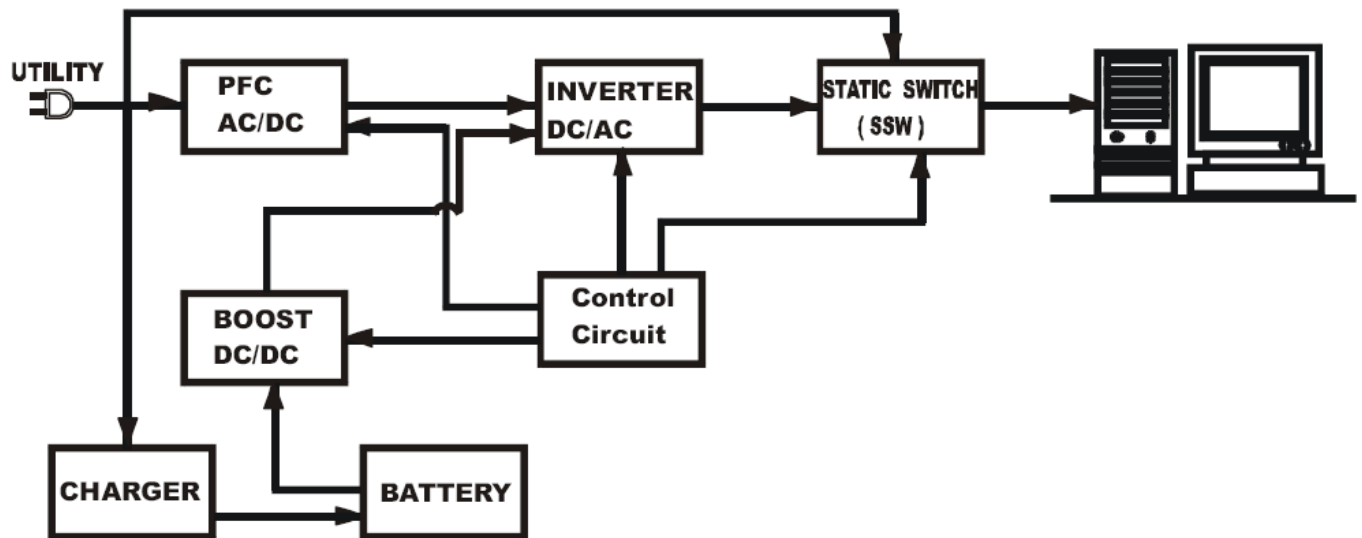 UTILITY
PFC
AC/DC
INVERTER
DC/AC
STATIC SWITCH
( SSW )
BOOST
DC/DC
Control
Circuit
CHARGER
BATTERY